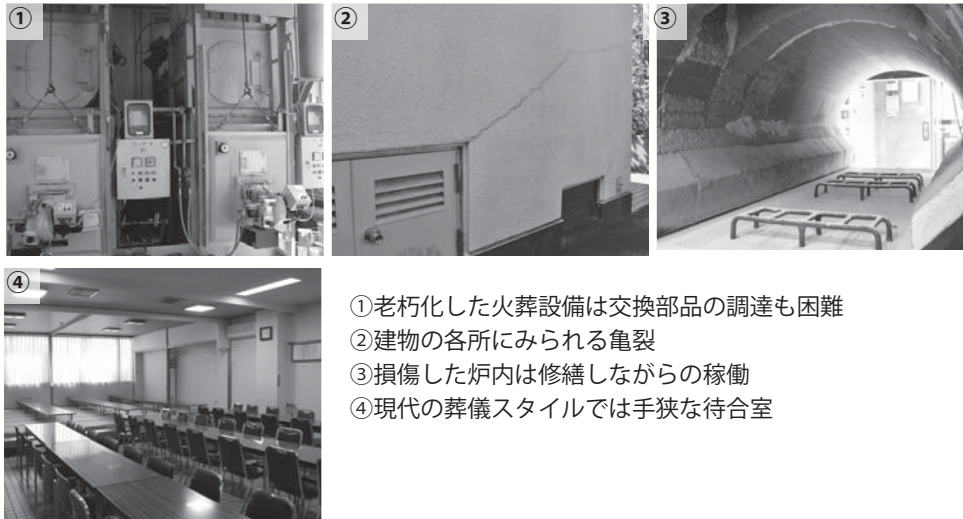 ①
②
③
④
①老朽化した火葬設備は交換部品の調達も困難
②建物の各所にみられる亀裂
③損傷した炉内は修繕しながらの稼働
④現代の葬儀スタイルでは手狭な待合室